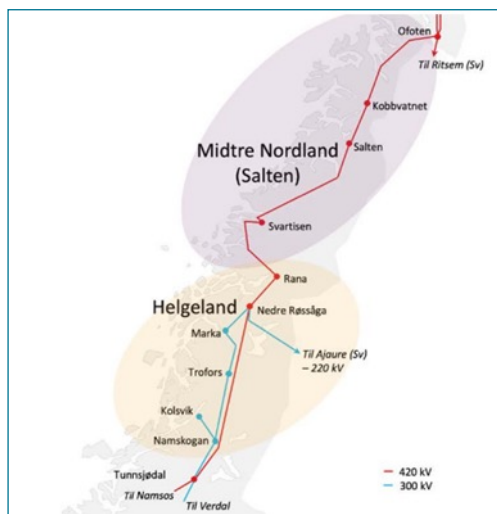 Ofoten
Til Ritsem (Sv)
Kobbvatnet
Midtre Nordland
(Salten)
Salten
Svartisen
Rana
Helgeland
Nedre Røssåga
Marka
Til Ajaure (Sv)
– 220 kV
Trofors
Kolsvik
Namskogan
Tunnsjødal
420 kV
Til Namsos
300 kV
Til Verdal